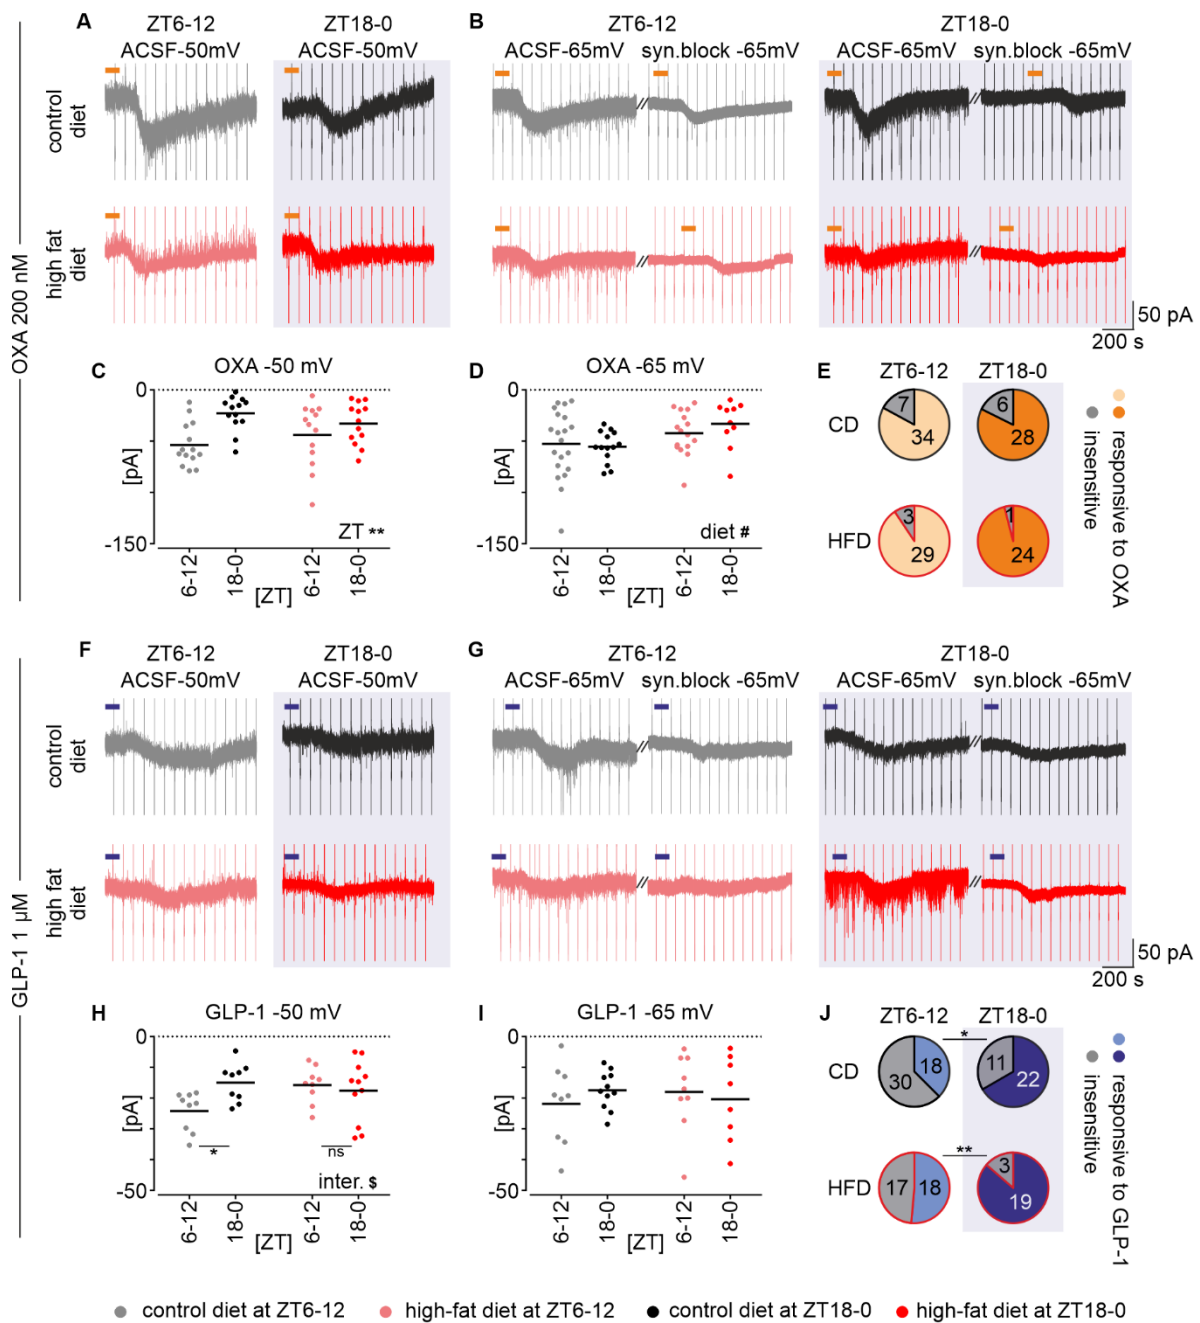 A
ZT6-12
ACSF-50mV
ZT18-0
ACSF-50mV
B
ZT6-12
ACSF-65mV
syn.block -65mV
ZT18-0
ACSF-65mV
syn.block -65mV
control
diet
high fat
diet
OXA 200 nM
50 pA
200 s
C
OXA -50 mV
0
[pA]
-150
ZT **
6-12
18-0
6-12
18-0
[ZT]
D
OXA -65 mV
0
[pA]
-150
diet #
6-12
18-0
6-12
18-0
[ZT]
E
ZT6-12
ZT18-0
CD
7
34
6
28
HFD
3
29
1
24
responsive to OXA
insensitive
F
ZT6-12
ACSF-50mV
ZT18-0
ACSF-50mV
G
ZT6-12
ACSF-65mV
syn.block -65mV
ZT18-0
ACSF-65mV
syn.block -65mV
control
diet
high fat
diet
GLP-1 1 µM
50 pA
200 s
H
GLP-1 -50 mV
0
[pA]
-50
*
ns
inter. $
6-12
18-0
6-12
18-0
[ZT]
I
GLP-1 -65 mV
0
[pA]
-50
6-12
18-0
6-12
18-0
[ZT]
J
ZT6-12
ZT18-0
CD
30
18
*
11
22
HFD
17
18
**
3
19
responsive to GLP-1
insensitive
control diet at ZT6-12
high-fat diet at ZT6-12
control diet at ZT18-0
high-fat diet at ZT18-0